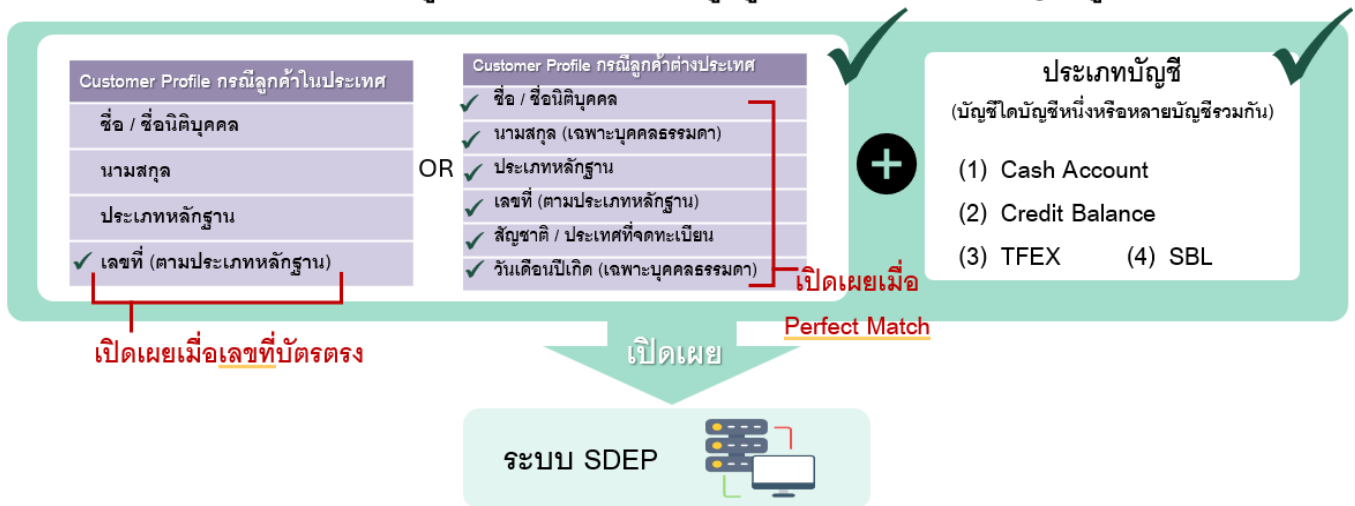 Customer Profile กรณีลูกค้าในประเทศ
ชื่อ / ชื่อนิติบุคคล
นามสกุล
ประเภทหลักฐาน
เลขที่ (ตามประเภทหลักฐาน)
เปิดเผยเมื่อเลขที่บัตรตรง
OR
Customer Profile กรณีลูกค้าต่างประเทศ
ชื่อ / ชื่อนิติบุคคล
นามสกุล (เฉพาะบุคคลธรรมดา)
ประเภทหลักฐาน
เลขที่ (ตามประเภทหลักฐาน)
สัญชาติ / ประเทศที่จดทะเบียน
วันเดือนปีเกิด (เฉพาะบุคคลธรรมดา)
เปิดเผยเมื่อ
Perfect Match
ประเภทบัญชี
(บัญชีใดบัญชีหนึ่งหรือหลายบัญชีรวมกัน)
(1) Cash Account
(2) Credit Balance
(3) TFEX (4) SBL
เปิดเผย
ระบบ SDEP